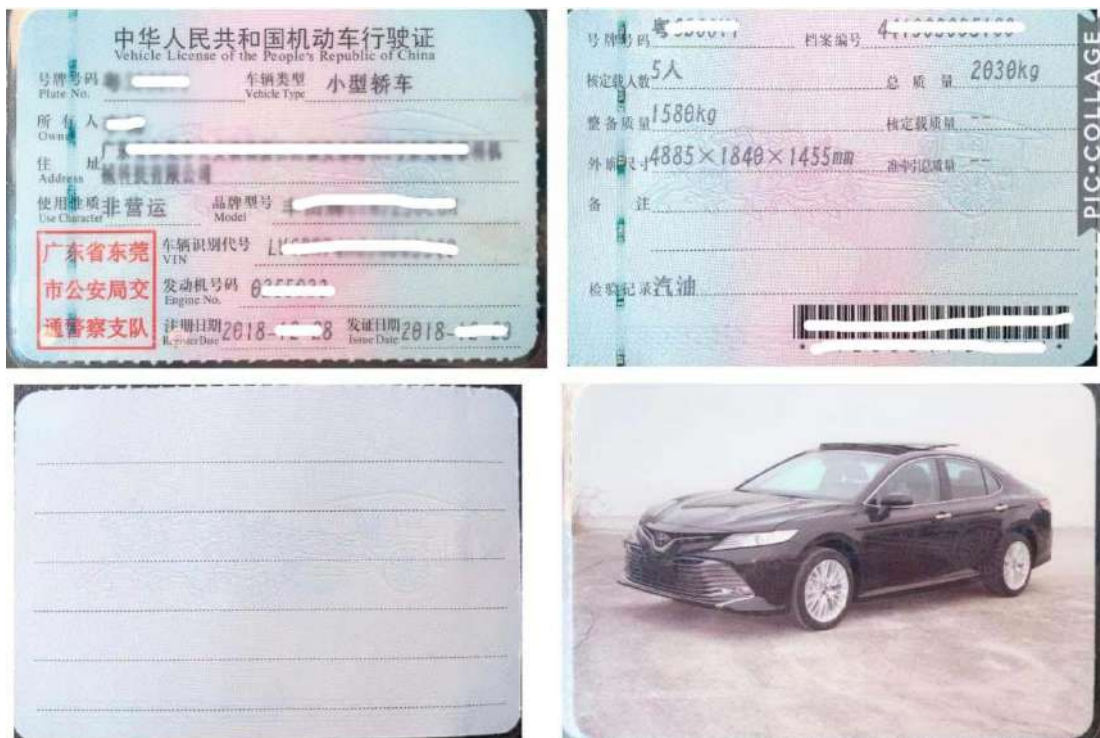 中华人民共和国机动车行驶证
Vehicle License of the People's Republic of China
号牌号码
Plate No.
车辆类型
Vehicle Type
小型轿车
所有人
Owner
住址
Address
使用性质
Use Character
非营运
品牌型号
Model
广东省东莞
市公安局交
通警察支队
车辆识别代号
VIN
发动机号码
Engine No.
注册日期
Register Date
2018-
28
发证日期
Issue Date
2018-
号牌号码
档案编号
核定载人数
5人
总质量
2030kg
整备质量
1580kg
核定载质量
--
外廓尺寸
4885×1840×1455mm
准牵引总质量
--
备注
检验记录
汽油
PIC•COLLAGE